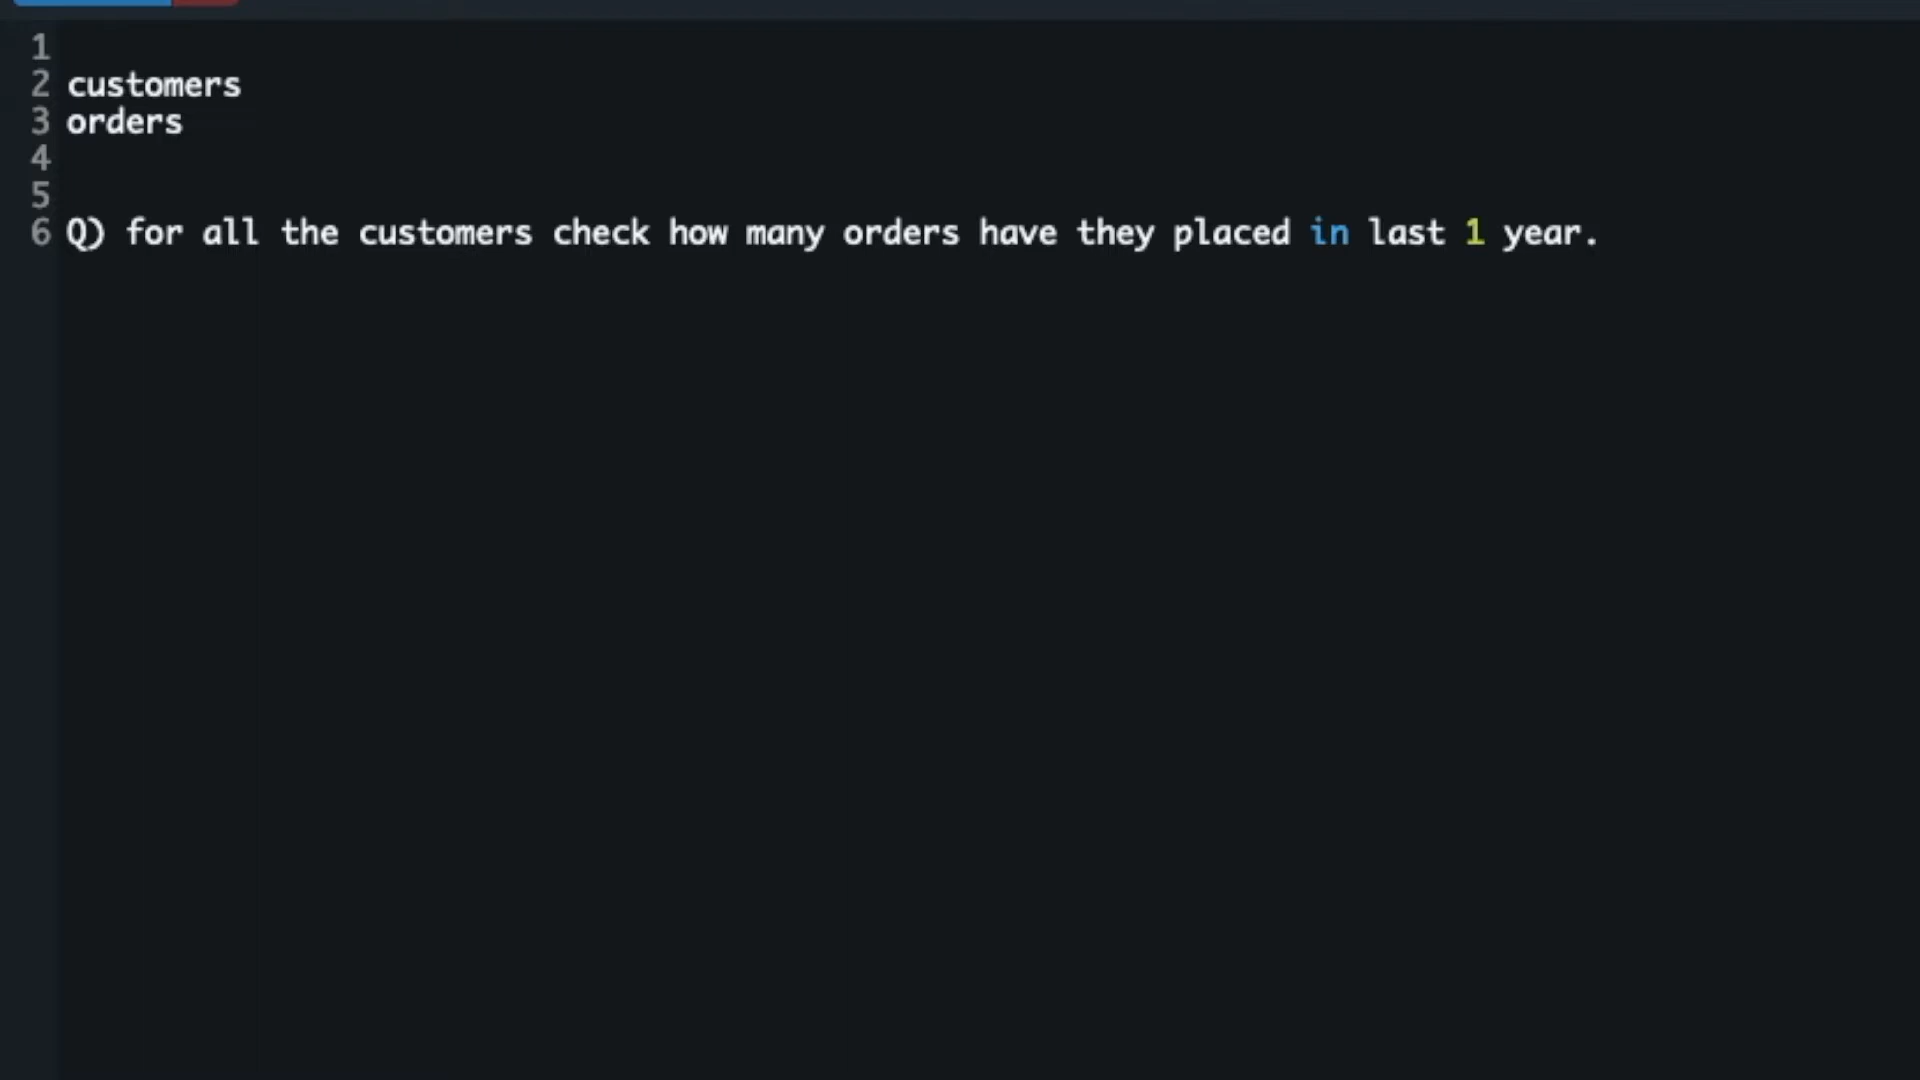 1
2 customers
3 orders
4
5
6 Q) for all the customers check how many orders have they placed in last 1 year.